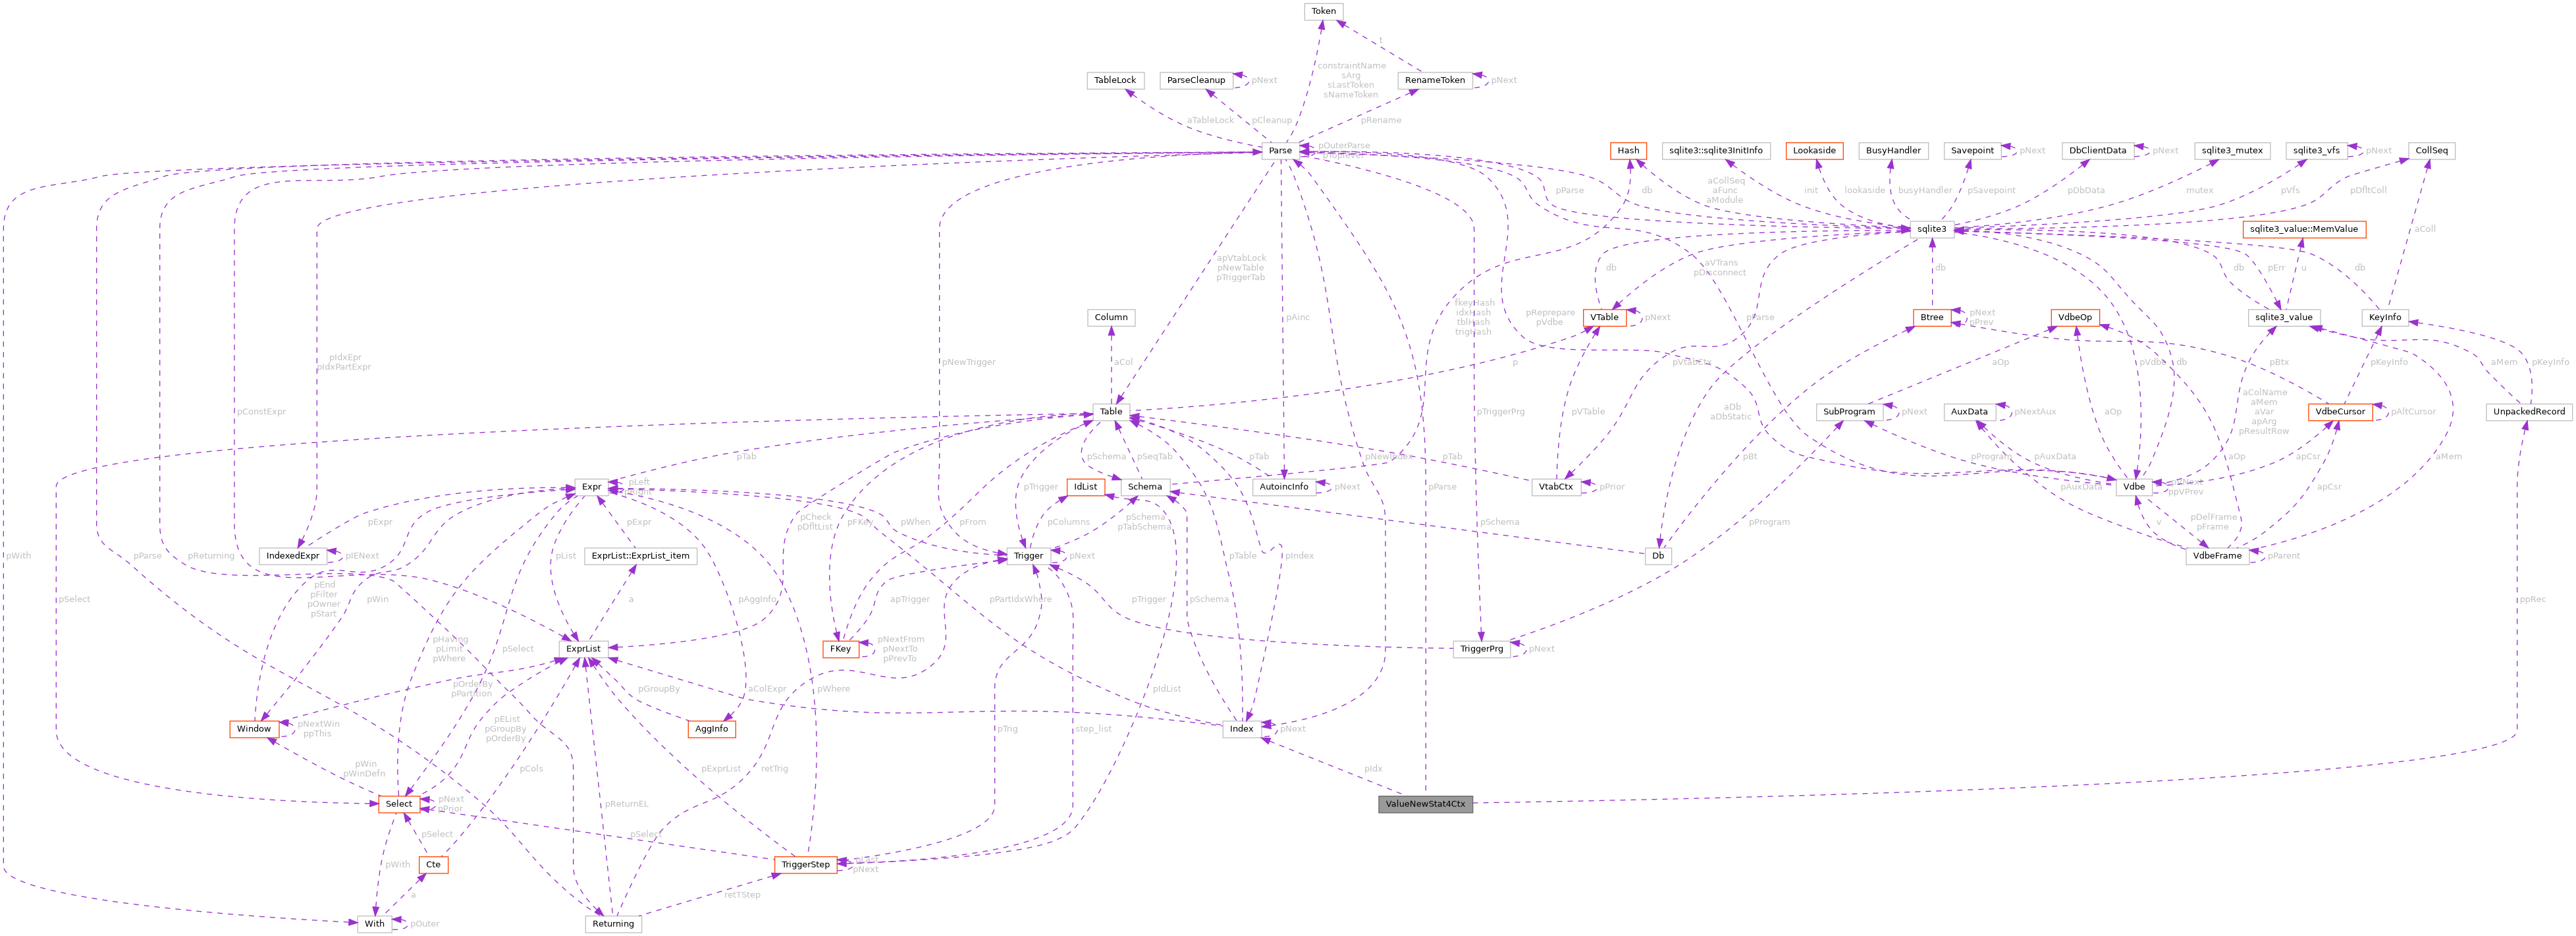 Token
t
constraintName
sArg
sLastToken
sNameToken
TableLock
ParseCleanup
pNext
RenameToken
pNext
aTableLock
pCleanup
pRename
Parse
pOuterParse
Hash
sqlite3::sqlite3InitInfo
Lookaside
BusyHandler
Savepoint
pNext
DbClientData
pNext
sqlite3_mutex
sqlite3_vfs
pNext
CollSeq
pParse
db
aCollSeq
aFunc
aModule
init
lookaside
busyHandler
pSavepoint
pDbData
mutex
pVfs
pDfltColl
sqlite3
sqlite3_value::MemValue
aColl
apVtabLock
pNewTable
pTriggerTab
db
aVTrans
pDisconnect
db
db
pErr
u
db
Column
pAinc
fkeyHash
idxHash
tblHash
trigHash
pReprepare
pVdbe
VTable
pNext
pParse
Btree
pNext
pPrev
VdbeOp
sqlite3_value
KeyInfo
pIdxEpr
pIdxPartExpr
pNewTrigger
aCol
p
pVtabCtx
pVdbe
db
aOp
pBtx
pKeyInfo
aMem
pKeyInfo
pConstExpr
Table
pTriggerPrg
pVTable
aDb
aDbStatic
SubProgram
pNext
AuxData
pNextAux
aColName
aMem
aVar
apArg
pResultRow
VdbeCursor
pAltCursor
UnpackedRecord
aOp
pTab
pSchema
pSeqTab
pTab
pNewIndex
pTab
pBt
pProgram
pAuxData
apCsr
aOp
aMem
Expr
pLeft
IdList
Schema
AutoincInfo
pNext
pParse
VtabCtx
pPrior
Vdbe
ppVPrev
pAuxData
apCsr
pExpr
pExpr
pCheck
pDfltList
pFKey
pWhen
pFrom
pTrigger
pColumns
pSchema
pTabSchema
pSchema
pProgram
v
pDelFrame
pFrame
pWith
pParse
pReturning
IndexedExpr
pIENext
pList
ExprList::ExprList_item
Trigger
pNext
pTable
pIndex
Db
VdbeFrame
pParent
pSelect
pEnd
pFilter
pOwner
pStart
pWin
a
pAggInfo
apTrigger
pPartIdxWhere
pTrigger
pSchema
ppRec
pHaving
pLimit
pWhere
pSelect
ExprList
FKey
pNextFrom
pNextTo
pPrevTo
TriggerPrg
pNext
pOrderBy
pPartition
pGroupBy
pWhere
aColExpr
pIdList
Window
pNextWin
ppThis
pEList
pGroupBy
pOrderBy
AggInfo
pTrig
step_list
Index
pNext
pWin
pWinDefn
pCols
pExprList
retTrig
pIdx
Select
pNext
pPrior
pReturnEL
ValueNewStat4Ctx
pSelect
pSelect
pWith
Cte
TriggerStep
pNext
a
retTStep
With
pOuter
Returning